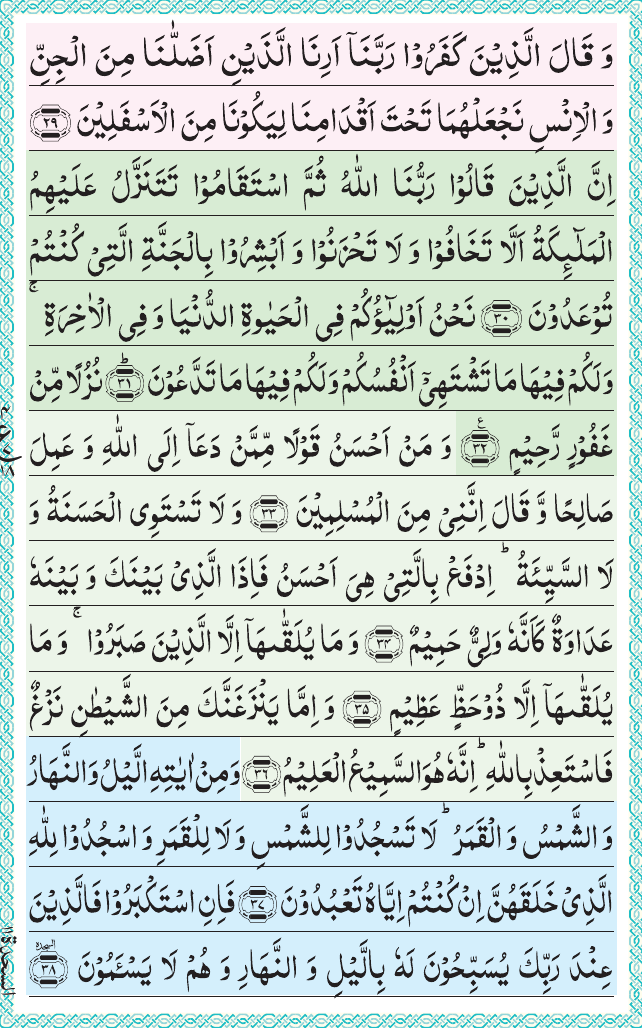 وَ قَالَ الَّذِیْنَ كَفَرُوْا رَبَّنَاۤ اَرِنَا الَّذَیْنِ اَضَلّٰنَا مِنَ الْجِنِّ
وَ الْاِنْسِ نَجْعَلْهُمَا تَحْتَ اَقْدَامِنَا لِیَكُوْنَا مِنَ الْاَسْفَلِیْنَ ۝۲۹
اِنَّ الَّذِیْنَ قَالُوْا رَبُّنَا اللّٰهُ ثُمَّ اسْتَقَامُوْا تَتَنَزَّلُ عَلَیْهِمُ
الْمَلٰٓىِٕكَةُ اَلَّا تَخَافُوْا وَ لَا تَحْزَنُوْا وَ اَبْشِرُوْا بِالْجَنَّةِ الَّتِیْ كُنْتُمْ
تُوْعَدُوْنَ ۝۳۰ نَحْنُ اَوْلِیٰٓؤُكُمْ فِی الْحَیٰوةِ الدُّنْیَا وَ فِی الْاٰخِرَةِ ۚ
وَلَكُمْ فِیْهَا مَا تَشْتَهِیْۤ اَنْفُسُكُمْ وَلَكُمْ فِیْهَا مَا تَدَّعُوْنَ ۝۳۱ؕ نُزُلًا مِّنْ
غَفُوْرٍ رَّحِیْمٍ ۝۳۲ع وَ مَنْ اَحْسَنُ قَوْلًا مِّمَّنْ دَعَاۤ اِلَى اللّٰهِ وَ عَمِلَ
صَالِحًا وَّ قَالَ اِنَّنِیْ مِنَ الْمُسْلِمِیْنَ ۝۳۳ وَ لَا تَسْتَوِی الْحَسَنَةُ وَ
لَا السَّیِّئَةُ ؕ اِدْفَعْ بِالَّتِیْ هِیَ اَحْسَنُ فَاِذَا الَّذِیْ بَیْنَكَ وَ بَیْنَهٗ
عَدَاوَةٌ كَاَنَّهٗ وَلِیٌّ حَمِیْمٌ ۝۳۴ وَ مَا یُلَقّٰىهَاۤ اِلَّا الَّذِیْنَ صَبَرُوْا ۚ وَ مَا
یُلَقّٰىهَاۤ اِلَّا ذُوْحَظٍّ عَظِیْمٍ ۝۳۵ وَ اِمَّا یَنْزَغَنَّكَ مِنَ الشَّیْطٰنِ نَزْغٌ
فَاسْتَعِذْ بِاللّٰهِ ؕ اِنَّهٗ هُوَ السَّمِیْعُ الْعَلِیْمُ ۝۳۶ وَمِنْ اٰیٰتِهِ الَّیْلُ وَالنَّهَارُ
وَ الشَّمْسُ وَ الْقَمَرُ ؕ لَا تَسْجُدُوْا لِلشَّمْسِ وَ لَا لِلْقَمَرِ وَ اسْجُدُوْا لِلّٰهِ
الَّذِیْ خَلَقَهُنَّ اِنْ كُنْتُمْ اِیَّاهُ تَعْبُدُوْنَ ۝۳۷ فَاِنِ اسْتَكْبَرُوْا فَالَّذِیْنَ
عِنْدَ رَبِّكَ یُسَبِّحُوْنَ لَهٗ بِالَّیْلِ وَ النَّهَارِ وَ هُمْ لَا یَسْـَٔمُوْنَ ۝۳۸ السجدة